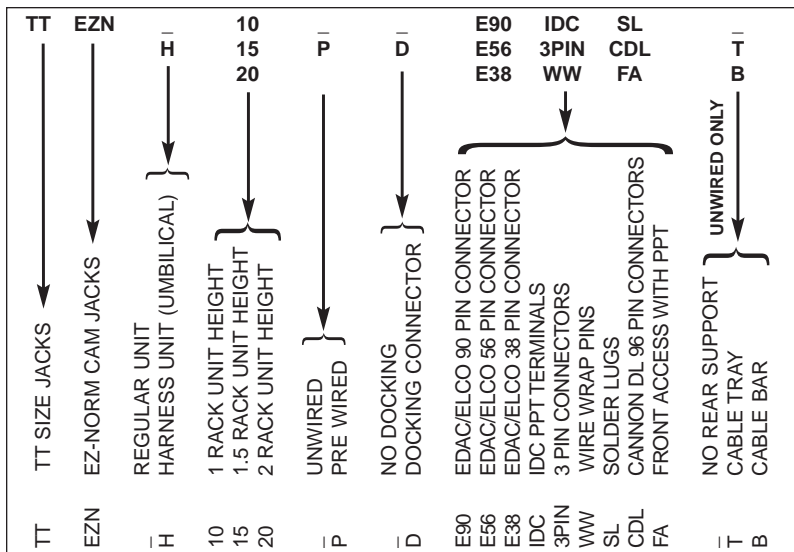 TT EZN _ 10 _ _ E90 IDC SL _
H 15 P D E56 3PIN CDL T
20 E38 WW FA B
UNWIRED ONLY
TT TT SIZE JACKS
EZN EZ-NORM CAM JACKS
_ REGULAR UNIT
H HARNESS UNIT (UMBILICAL)
10 1 RACK UNIT HEIGHT
15 1.5 RACK UNIT HEIGHT
20 2 RACK UNIT HEIGHT
_ UNWIRED
P PRE WIRED
_ NO DOCKING
D DOCKING CONNECTOR
E90 EDAC/ELCO 90 PIN CONNECTOR
E56 EDAC/ELCO 56 PIN CONNECTOR
E38 EDAC/ELCO 38 PIN CONNECTOR
IDC IDC PPT TERMINALS
3PIN 3 PIN CONNECTORS
WW WIRE WRAP PINS
SL SOLDER LUGS
CDL CANNON DL 96 PIN CONNECTORS
FA FRONT ACCESS WITH PPT
_ NO REAR SUPPORT
T CABLE TRAY
B CABLE BAR